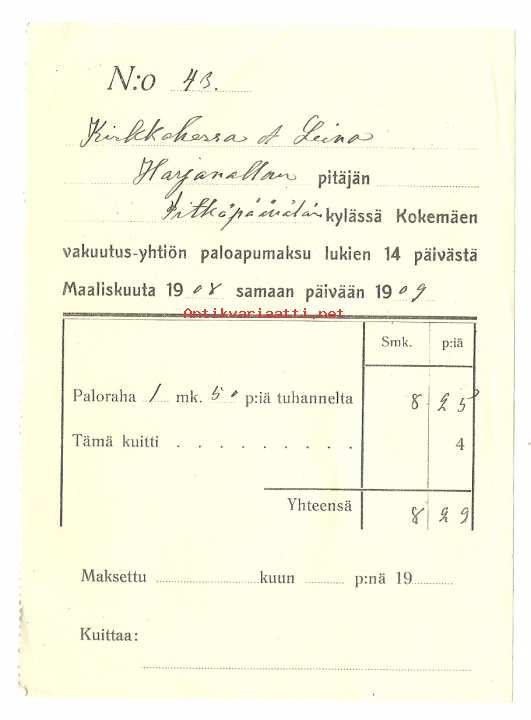 N:o 43.
Kirkkoherra A Leino
Harjavallan pitäjän
Pitkäpäänälän kylässä Kokemäen
vakuutus-yhtiön paloapumaksu lukien 14 päivästä
Maaliskuuta 1908 samaan päivään 1909
Antikvariaatti.net
Smk. p:iä
Paloraha 1 mk. 50 p:iä tuhannelta 8 25
Tämä kuitti . . . . . . . . . 4
Yhteensä 8 29
Maksettu kuun p:nä 19
Kuittaa: